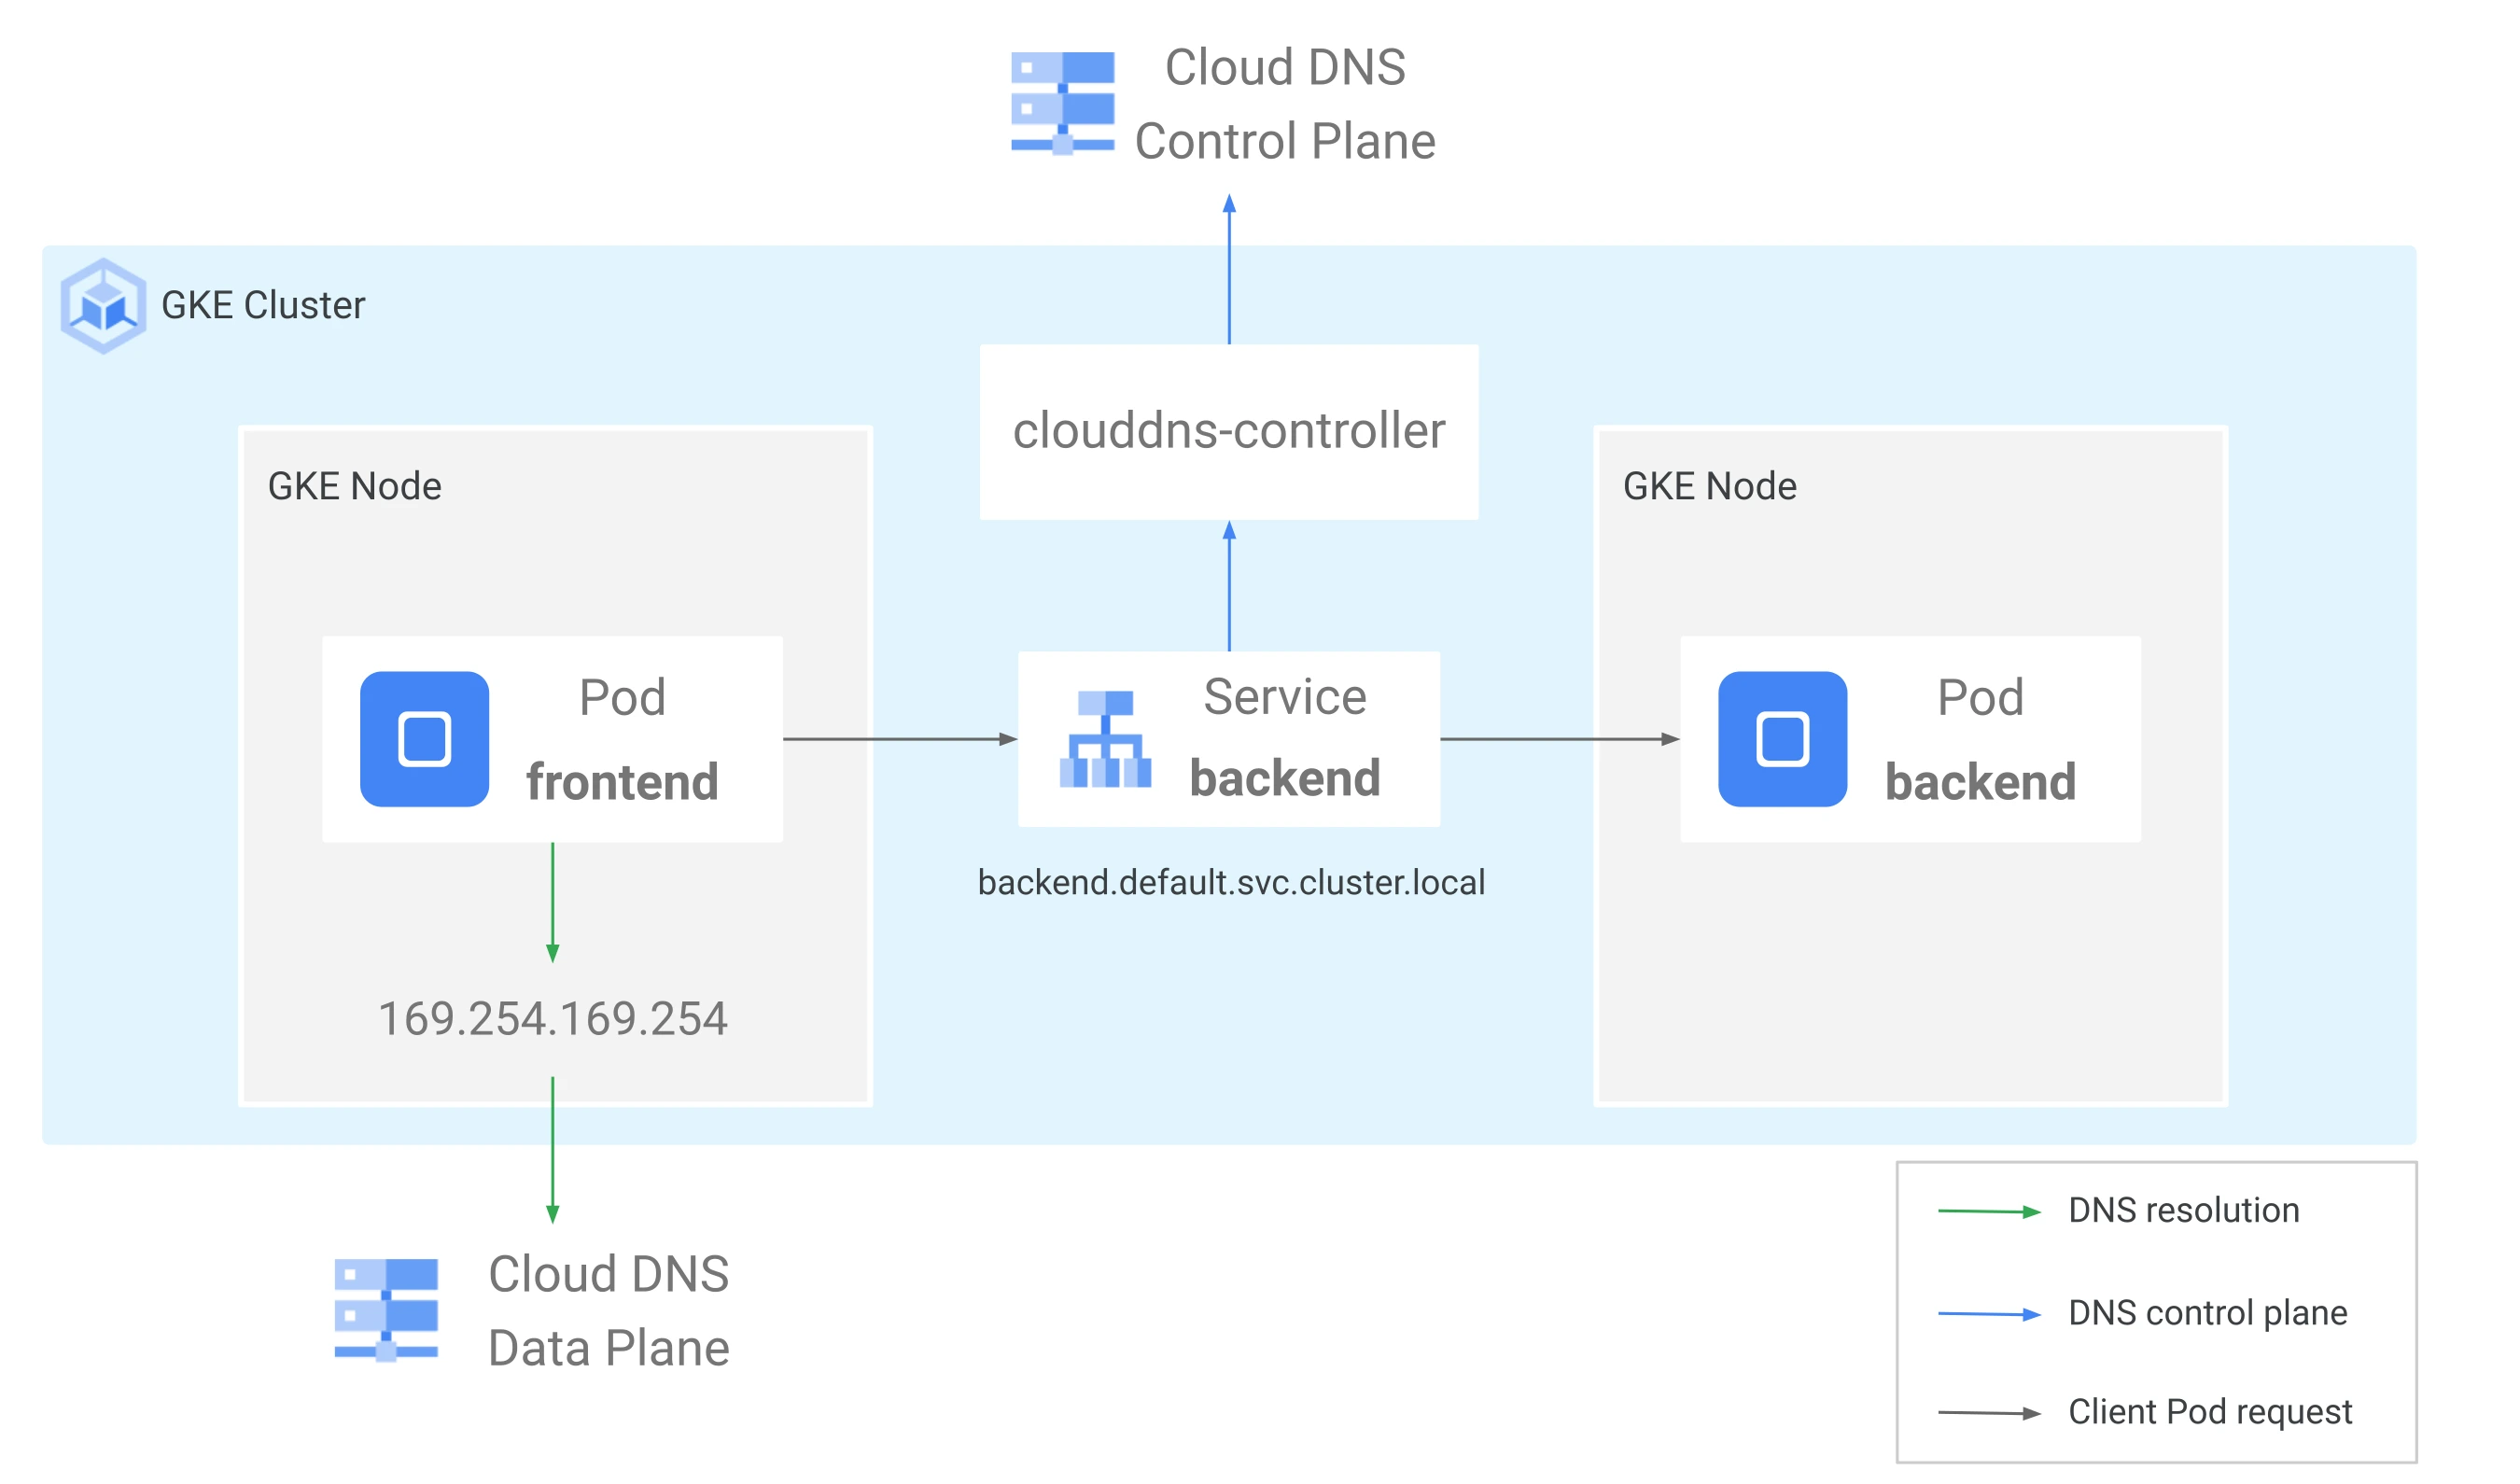 Cloud DNS
Control Plane
GKE Cluster
clouddns-controller
GKE Node
GKE Node
Pod
frontend
Service
backend
Pod
backend
backend.default.svc.cluster.local
169.254.169.254
Cloud DNS
Data Plane
DNS resolution
DNS control plane
Client Pod request